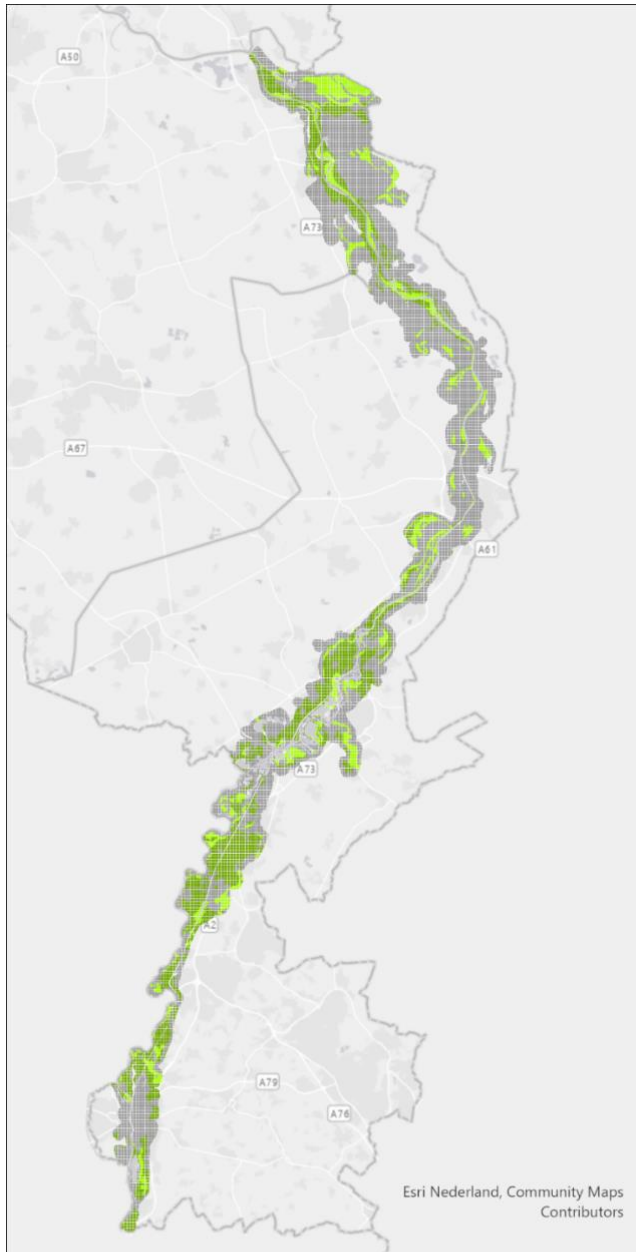 A50
A73
A67
A61
A73
A2
A79
A76
Esri Nederland, Community Maps
Contributors